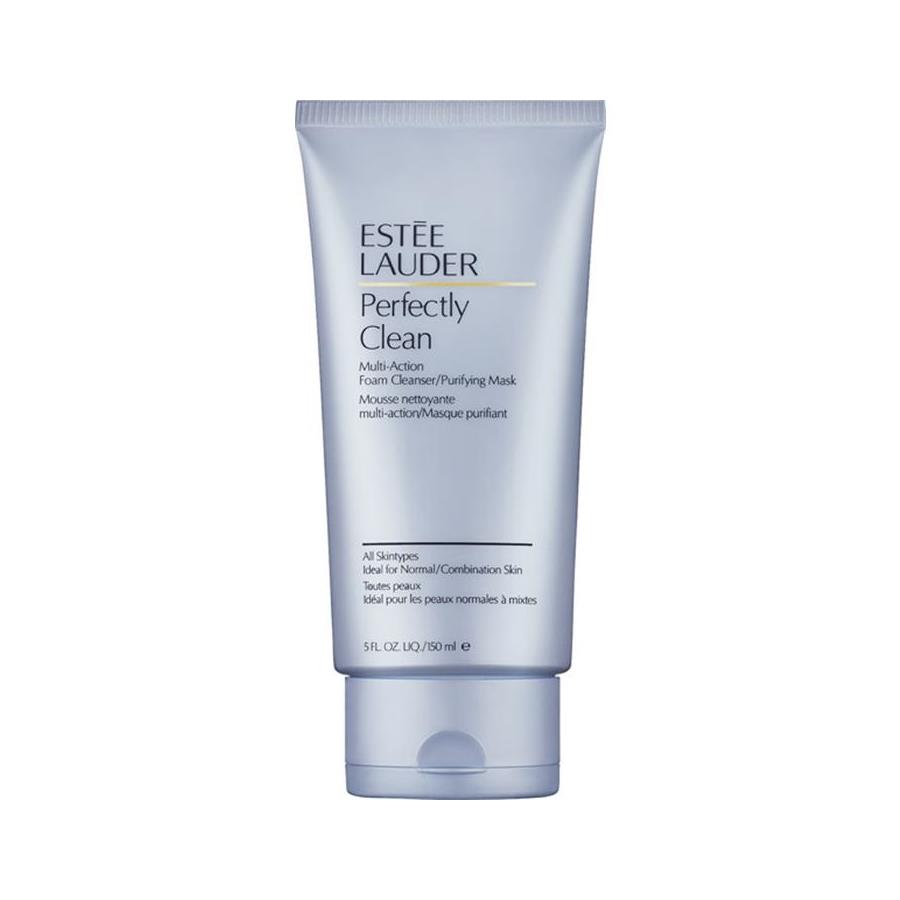 ESTĒE
LAUDER
Perfectly
Clean
Multi-Action
Foam Cleanser/Purifying Mask
Mousse nettoyante
multi-action/Masque purifiant
All Skintypes
Ideal for Normal/Combination Skin
Toutes peaux
Idéal pour les peaux normales à mixtes
5 FL. OZ. LIQ./150 ml ℮